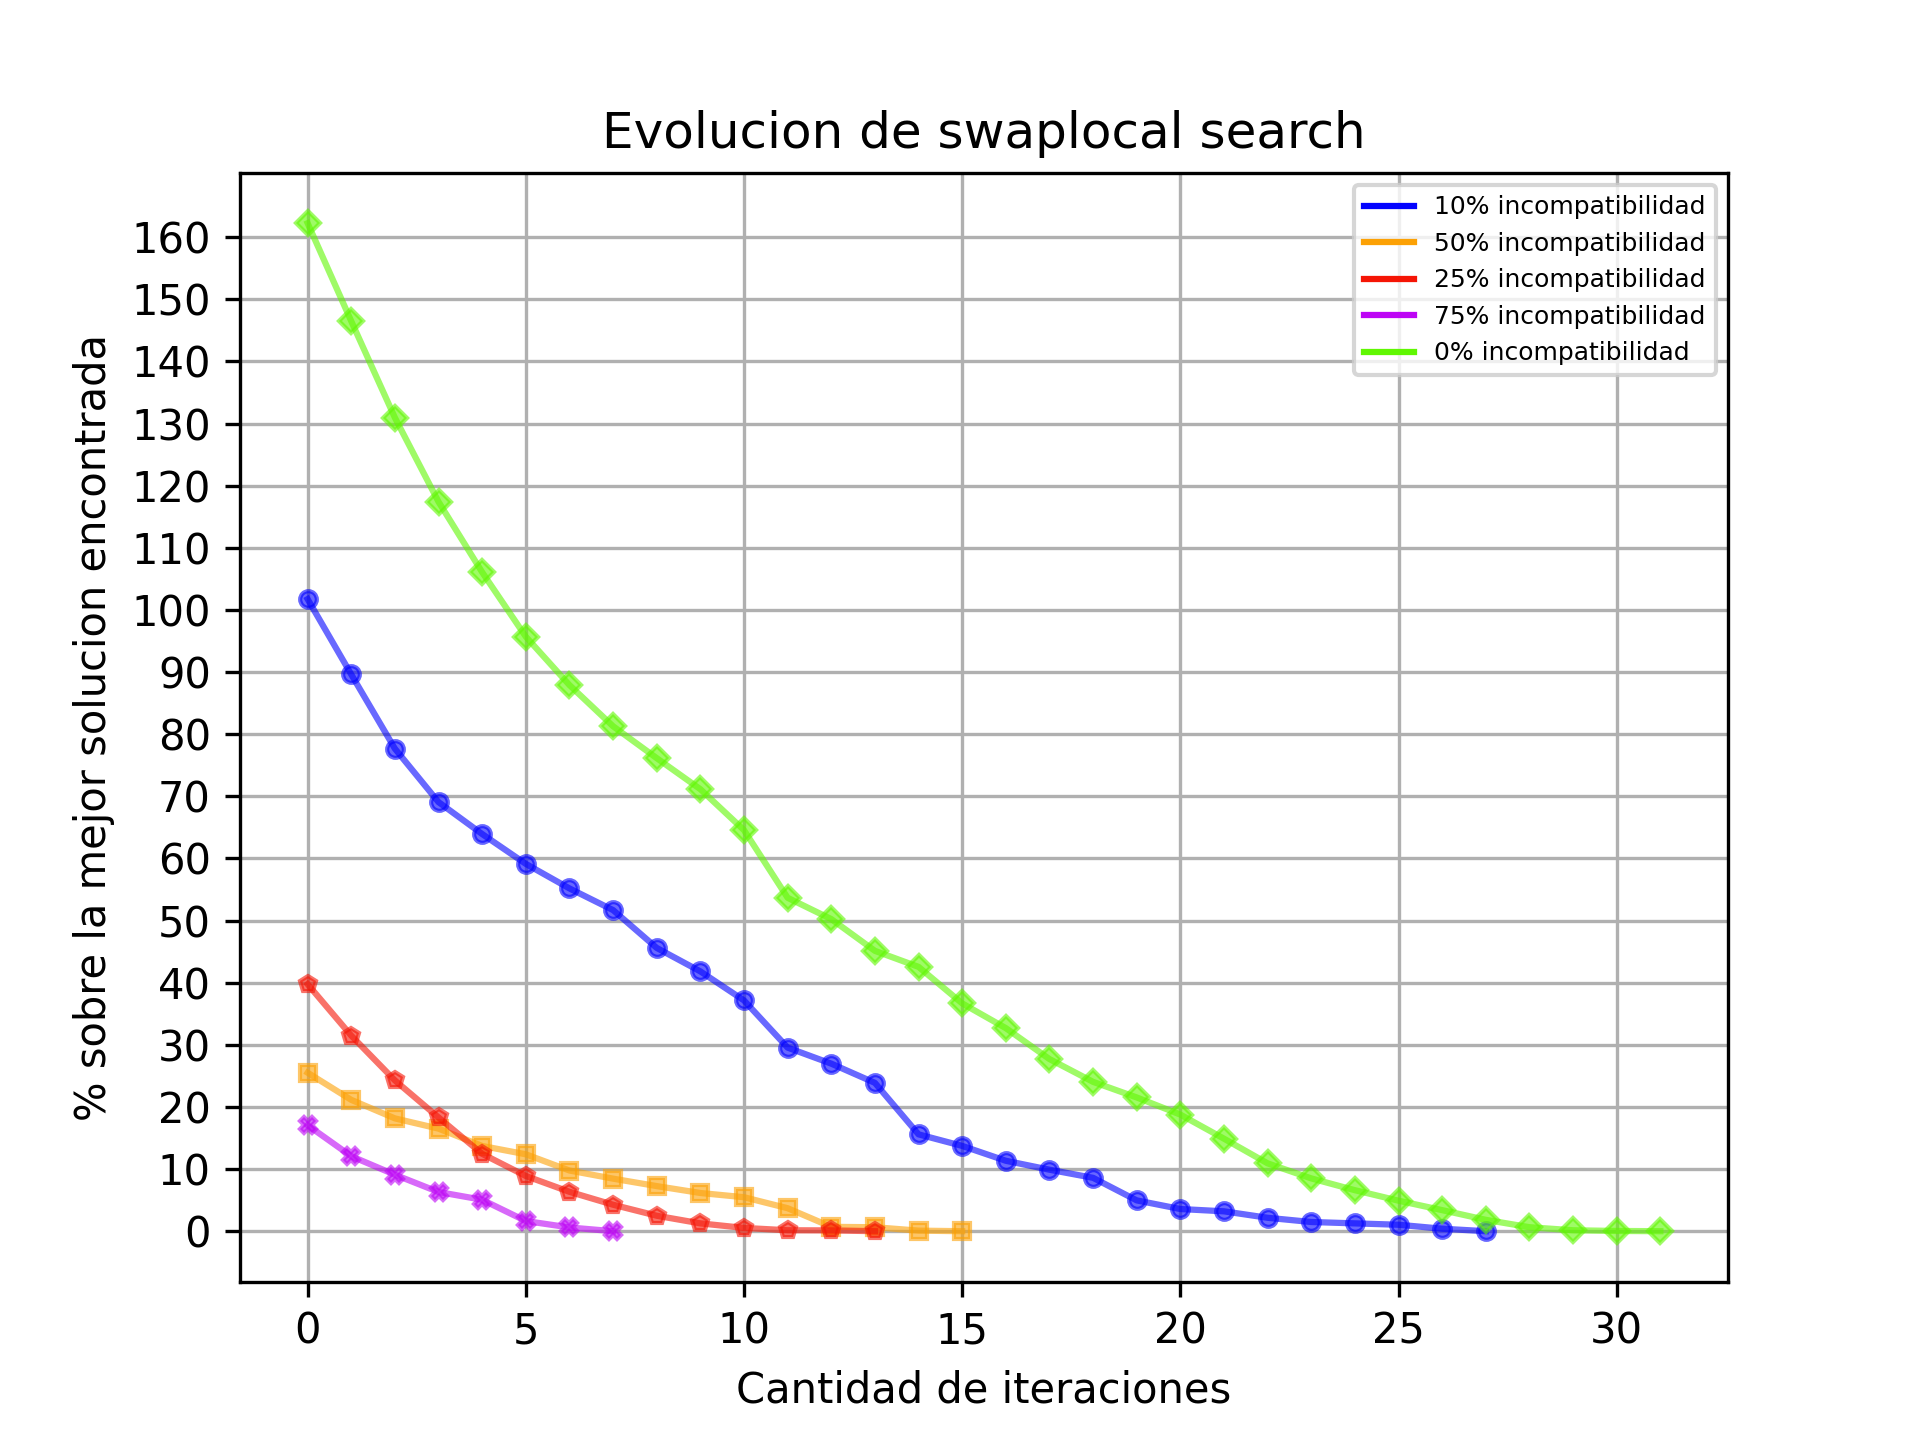 Evolucion de swaplocal search
10% incompatibilidad
50% incompatibilidad
25% incompatibilidad
75% incompatibilidad
0% incompatibilidad
% sobre la mejor solucion encontrada
160
150
140
130
120
110
100
90
80
70
60
50
40
30
20
10
0
0 5 10 15 20 25 30
Cantidad de iteraciones